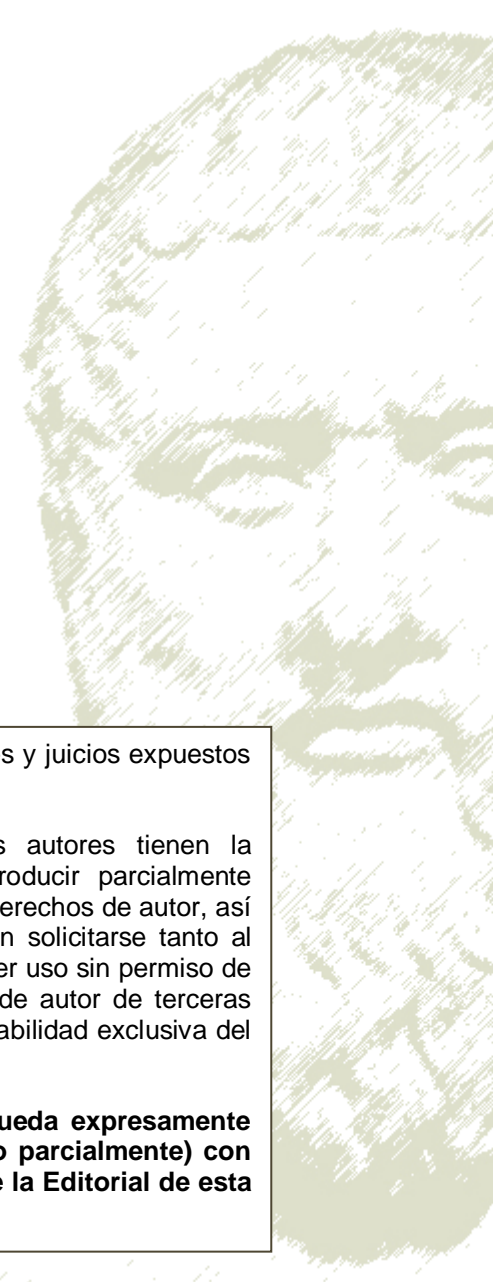 s y juicios expuestos
s autores tienen la
roducir parcialmente
erechos de autor, así
n solicitarse tanto al
er uso sin permiso de
de autor de terceras
abilidad exclusiva del
ueda expresamente
o parcialmente) con
e la Editorial de esta